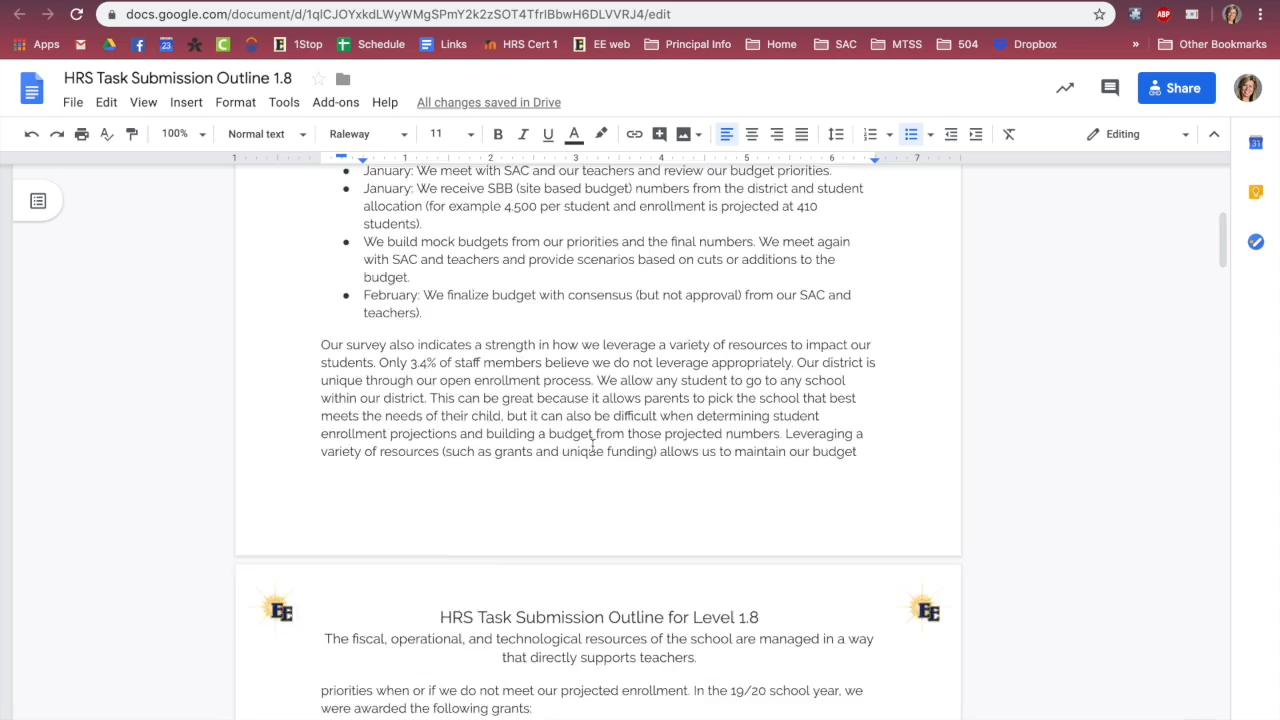 docs.google.com/document/d/1qlCJOYxkdLWyWMgSPmY2k2zSOT4TfrIBbwH6DLVVRJ4/edit
ABP
Apps
23
1Stop
Schedule
Links
HRS Cert 1
EE web
Principal Info
Home
SAC
MTSS
504
Dropbox
»
Other Bookmarks
HRS Task Submission Outline 1.8
File Edit View Insert Format Tools Add-ons Help All changes saved in Drive
Share
100% Normal text Raleway 11 B I U A Editing
1 1 2 3 4 5 6 7
31
● January: We meet with SAC and our teachers and review our budget priorities.
● January: We receive SBB (site based budget) numbers from the district and student
allocation (for example 4,500 per student and enrollment is projected at 410
students).
● We build mock budgets from our priorities and the final numbers. We meet again
with SAC and teachers and provide scenarios based on cuts or additions to the
budget.
● February: We finalize budget with consensus (but not approval) from our SAC and
teachers).
Our survey also indicates a strength in how we leverage a variety of resources to impact our
students. Only 3.4% of staff members believe we do not leverage appropriately. Our district is
unique through our open enrollment process. We allow any student to go to any school
within our district. This can be great because it allows parents to pick the school that best
meets the needs of their child, but it can also be difficult when determining student
enrollment projections and building a budget from those projected numbers. Leveraging a
variety of resources (such as grants and unique funding) allows us to maintain our budget
EE
EE
HRS Task Submission Outline for Level 1.8
The fiscal, operational, and technological resources of the school are managed in a way
that directly supports teachers.
priorities when or if we do not meet our projected enrollment. In the 19/20 school year, we
were awarded the following grants: